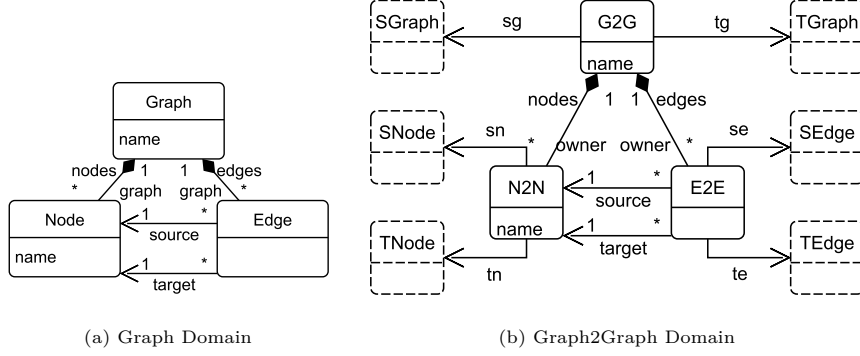 Graph
name
nodes 1 1 edges
* graph graph *
Node
name
Edge
1 *
source
1 *
target
(a) Graph Domain
SGraph
sg
G2G
name
tg
TGraph
nodes 1 1 edges
SNode
sn
*
owner
owner
*
se
SEdge
N2N
name
1 *
source
1 *
target
E2E
TNode
tn
te
TEdge
(b) Graph2Graph Domain